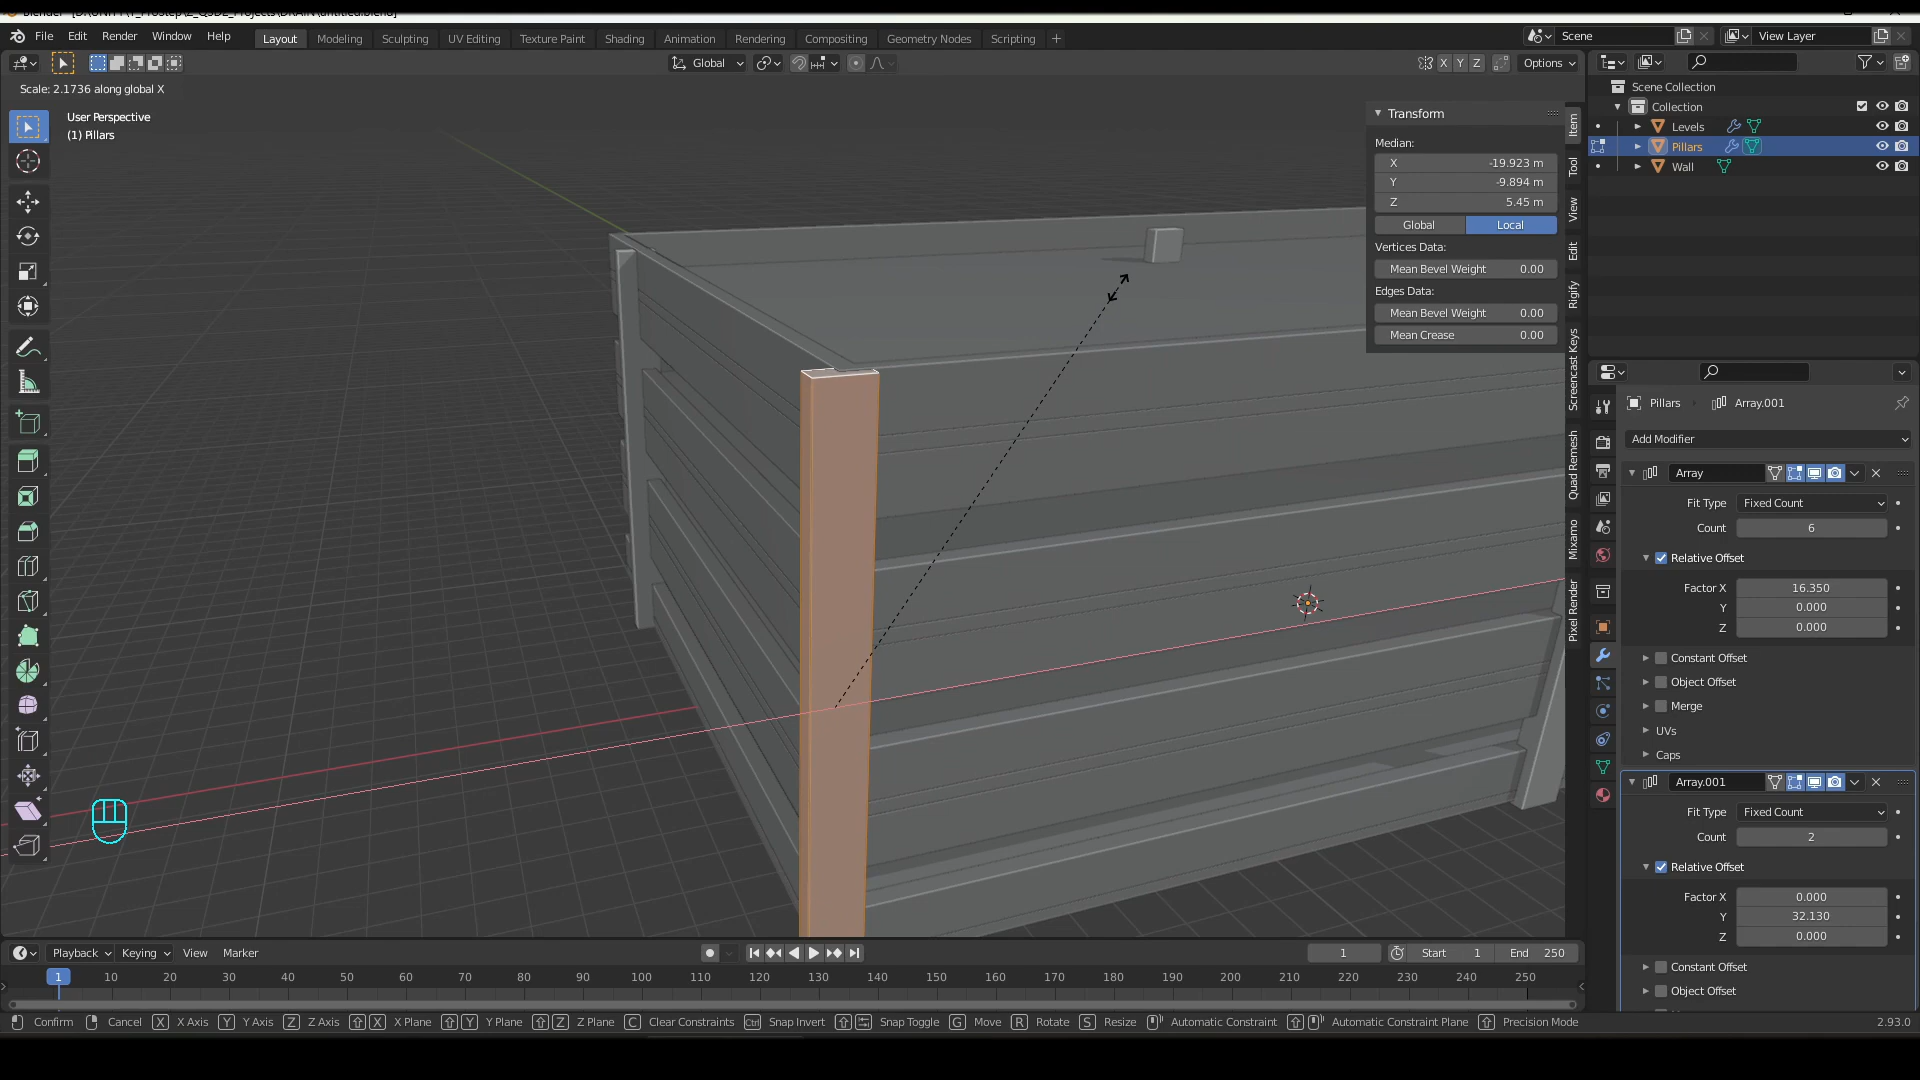 Blender [D:\UNITY\
File Edit Render Window Help
Layout Modeling Sculpting UV Editing Texture Paint Shading Animation Rendering Compositing Geometry Nodes Scripting +
Scene
View Layer
Global
X Y Z
Options
Scale: 2.1736 along global X
User Perspective
(1) Pillars
Transform
Median:
X -19.923 m
Y -9.894 m
Z 5.45 m
Global Local
Vertices Data:
Mean Bevel Weight 0.00
Edges Data:
Mean Bevel Weight 0.00
Mean Crease 0.00
Item
Tool
View
Edit
Rigify
Screencast Keys
Quad Remesh
Mixamo
Pixel Render
Scene Collection
Collection
Levels
Pillars
Wall
Pillars Array.001
Add Modifier
Array
Fit Type Fixed Count
Count 6
Relative Offset
Factor X 16.350
Y 0.000
Z 0.000
Constant Offset
Object Offset
Merge
UVs
Caps
Array.001
Fit Type Fixed Count
Count 2
Relative Offset
Factor X 0.000
Y 32.130
Z 0.000
Constant Offset
Object Offset
Playback Keying View Marker
1 Start 1 End 250
1 10 20 30 40 50 60 70 80 90 100 110 120 130 140 150 160 170 180 190 200 210 220 230 240 250
Confirm Cancel X X Axis Y Y Axis Z Z Axis X X Plane Y Y Plane Z Z Plane C Clear Constraints Ctrl Snap Invert Snap Toggle G Move R Rotate S Resize Automatic Constraint Automatic Constraint Plane Precision Mode 2.93.0